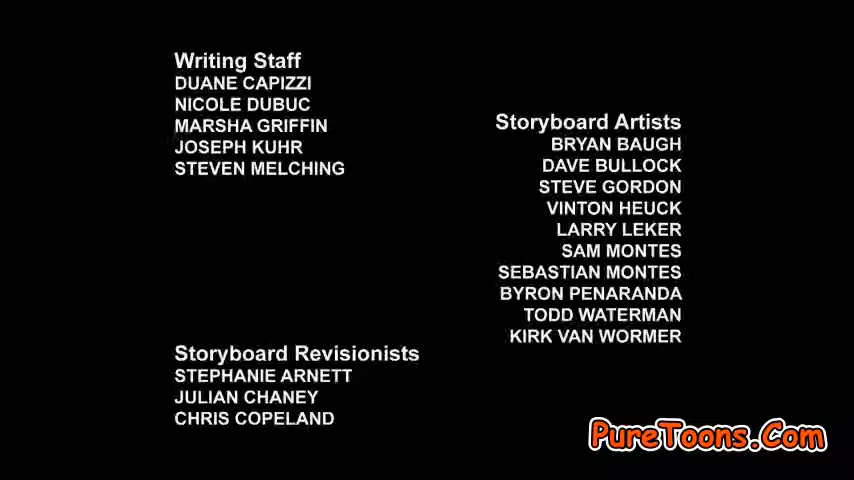 Writing Staff
DUANE CAPIZZI
NICOLE DUBUC
MARSHA GRIFFIN
JOSEPH KUHR
STEVEN MELCHING
Storyboard Artists
BRYAN BAUGH
DAVE BULLOCK
STEVE GORDON
VINTON HEUCK
LARRY LEKER
SAM MONTES
SEBASTIAN MONTES
BYRON PENARANDA
TODD WATERMAN
KIRK VAN WORMER
Storyboard Revisionists
STEPHANIE ARNETT
JULIAN CHANEY
CHRIS COPELAND
PureToons.Com